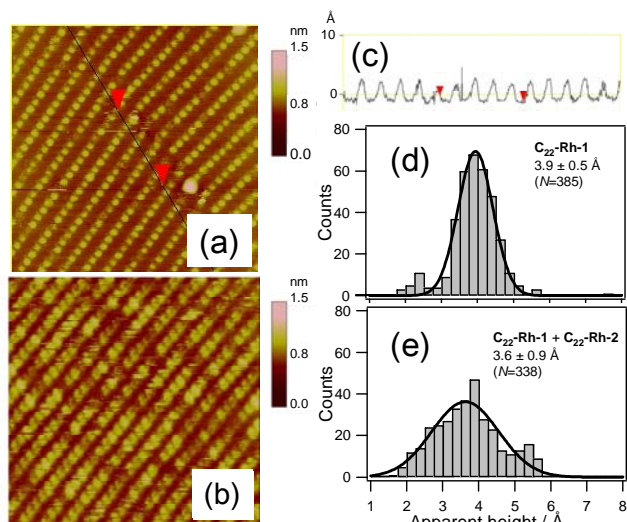 nm
1.5
0.8
0.0
(a)
Å
10
0
(c)
80
60
40
20
0
Counts
(d)
C₂₂-Rh-1
3.9 ± 0.5 Å
(N=385)
nm
1.5
0.8
0.0
(b)
80
60
40
20
0
Counts
(e)
C₂₂-Rh-1 + C₂₂-Rh-2
3.6 ± 0.9 Å
(N=338)
1 2 3 4 5 6 7 8
Apparent height / Å